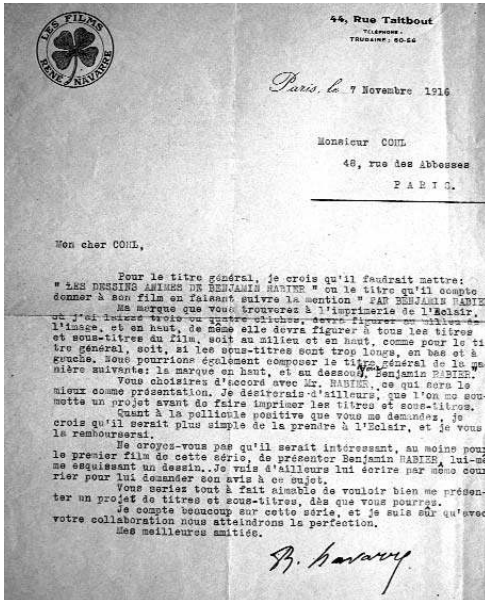 LES FILMS
RENÉ NAVARRE
44, Rue Taitbout
TÉLÉPHONE -
TRUDAINE : 60-56
Paris, le 7 Novembre 1916
Monsieur COHL
48, rue des Abbesses
PARIS.
Mon cher COHL,
Pour le titre général, je crois qu'il faudrait mettre:
" LES DESSINS ANIMES DE BENJAMIN RABIER " ou le titre qu'il compte
donner à son film en faisant suivre la mention " PAR BENJAMIN RABIER
Ma marque que vous trouverez à l'imprimerie de l'Eclair,
où j'ai laissé trois ou quatre clichés, devra figurer au milieu de
l'image, et en haut, de même elle devra figurer à tous les titres
et sous-titres du film, soit au milieu et en haut, comme pour le ti
tre général, soit, si les sous-titres sont trop longs, en bas et à
gauche. Nous pourrions également composer le titre général de la ma-
nière suivante: la marque en haut, et au dessous, Benjamin RABIER.
Vous choisirez d'accord avec Mr. RABIER, ce qui sera le
mieux comme présentation. Je désirerais d'ailleurs, que l'on me sou-
mette un projet avant de faire imprimer les titres et sous-titres.
Quant à la pellicule positive que vous me demandez, je
crois qu'il serait plus simple de la prendre à l'Eclair, et je vous
la rembourserai.
Ne croyez-vous pas qu'il serait intéressant, au moins pour
le premier film de cette série, de présenter Benjamin RABIER, lui-mê-
me esquissant un dessin. Je vais d'ailleurs lui écrire par même cour
rier pour lui demander son avis à ce sujet.
Vous seriez tout à fait aimable de vouloir bien me présen-
ter un projet de titres et sous-titres, dès que vous pourrez.
Je compte beaucoup sur cette série, et je suis sûr qu'avec
votre collaboration nous atteindrons la perfection.
Mes meilleures amitiés.
R. Navarre